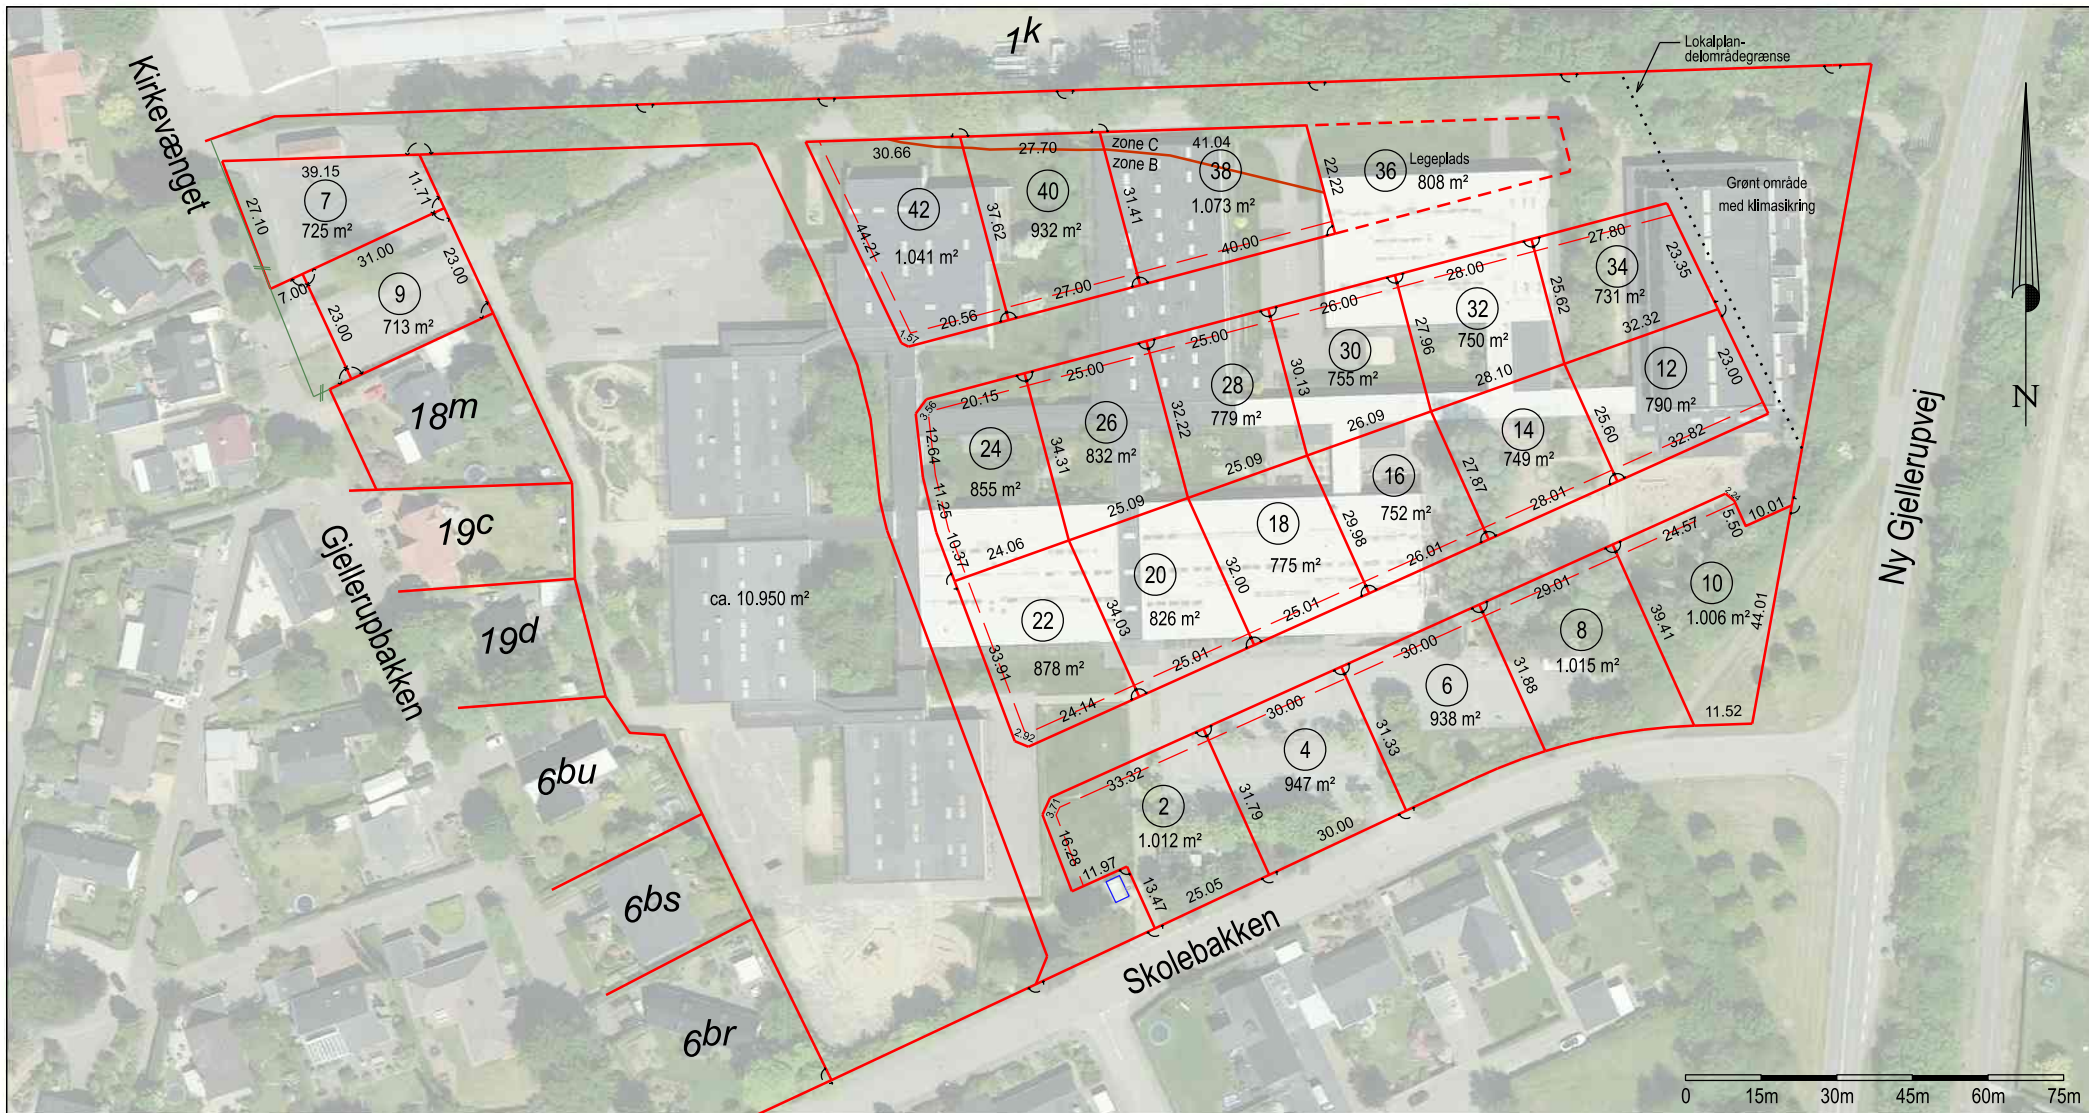 1k
Lokalplan-
delområdegrænse
Kirkevænget
39.15
7
725 m²
27.10
11.71
31.00
7.00
9
713 m²
23.00
23.00
18m
19c
19d
6bu
6bs
6br
Gjellerupbakken
ca. 10.950 m²
30.66
27.70
zone C
zone B
41.04
42
1.041 m²
44.21
37.62
40
932 m²
31.41
38
1.073 m²
22.22
36
Legeplads
808 m²
Grønt område
med klimasikring
1.57
20.56
27.00
40.00
3.56
20.15
25.00
25.00
26.00
28.00
27.80
12.64
11.25
10.37
24
855 m²
34.31
26
832 m²
32.22
28
779 m²
30.13
30
755 m²
27.96
32
750 m²
25.62
34
731 m²
23.35
24.06
25.09
25.09
26.09
28.10
32.32
33.91
22
878 m²
34.03
20
826 m²
32.00
18
775 m²
29.98
16
752 m²
27.87
14
749 m²
25.60
12
790 m²
23.00
2.92
24.14
25.01
25.01
26.01
28.01
32.82
3.71
33.32
30.00
30.00
29.01
24.57
2.24
5.50
10.01
16.28
11.97
13.47
2
1.012 m²
31.79
4
947 m²
31.33
6
938 m²
31.88
8
1.015 m²
39.41
10
1.006 m²
44.01
25.05
30.00
11.52
Skolebakken
Ny Gjellerupvej
N
0 15m 30m 45m 60m 75m